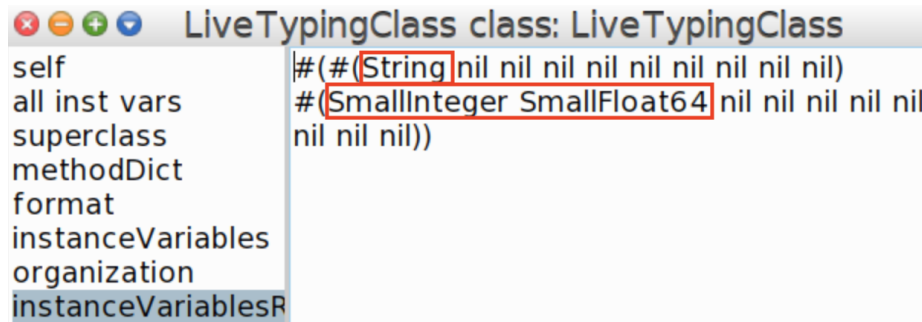 LiveTypingClass class: LiveTypingClass
self
all inst vars
superclass
methodDict
format
instanceVariables
organization
instanceVariablesR
#(#(String nil nil nil nil nil nil nil nil nil)
#(SmallInteger SmallFloat64 nil nil nil nil nil
nil nil nil))